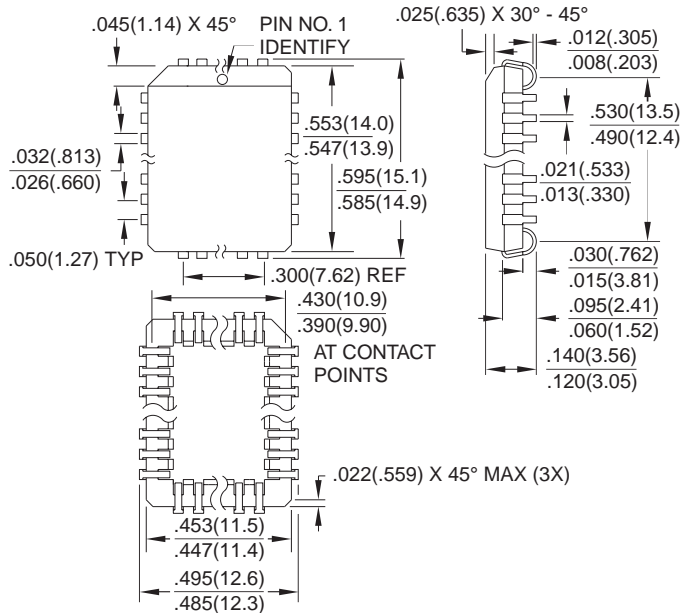 .045(1.14) X 45°
PIN NO. 1
IDENTIFY
.025(.635) X 30° - 45°
.012(.305)
.008(.203)
.553(14.0)
.547(13.9)
.530(13.5)
.490(12.4)
.032(.813)
.026(.660)
.595(15.1)
.585(14.9)
.021(.533)
.013(.330)
.050(1.27) TYP
.300(7.62) REF
.030(.762)
.015(3.81)
.430(10.9)
.390(9.90)
AT CONTACT
POINTS
.095(2.41)
.060(1.52)
.140(3.56)
.120(3.05)
.022(.559) X 45° MAX (3X)
.453(11.5)
.447(11.4)
.495(12.6)
.485(12.3)